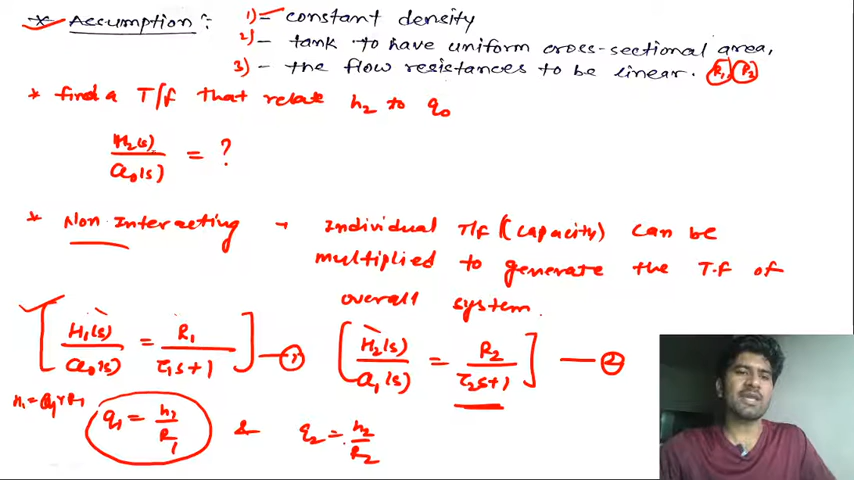 * Assumption :- 1) - constant density
2) - tank to have uniform cross-sectional area,
3) - the flow resistances to be linear. (R1) (R2)
* find a T/f that relate h2 to q0
H2(s)/Q0(s) = ?
* Non Interacting → Individual T/f (capacity) can be
multiplied to generate the T.F of
overall system.
[H1(s)/Q0(s) = R1/(τ1s+1)] —(1) [H2(s)/Q1(s) = R2/(τ2s+1)] —(2)
h1=Q1×R1 q1 = h1/R1 & q2 = h2/R2